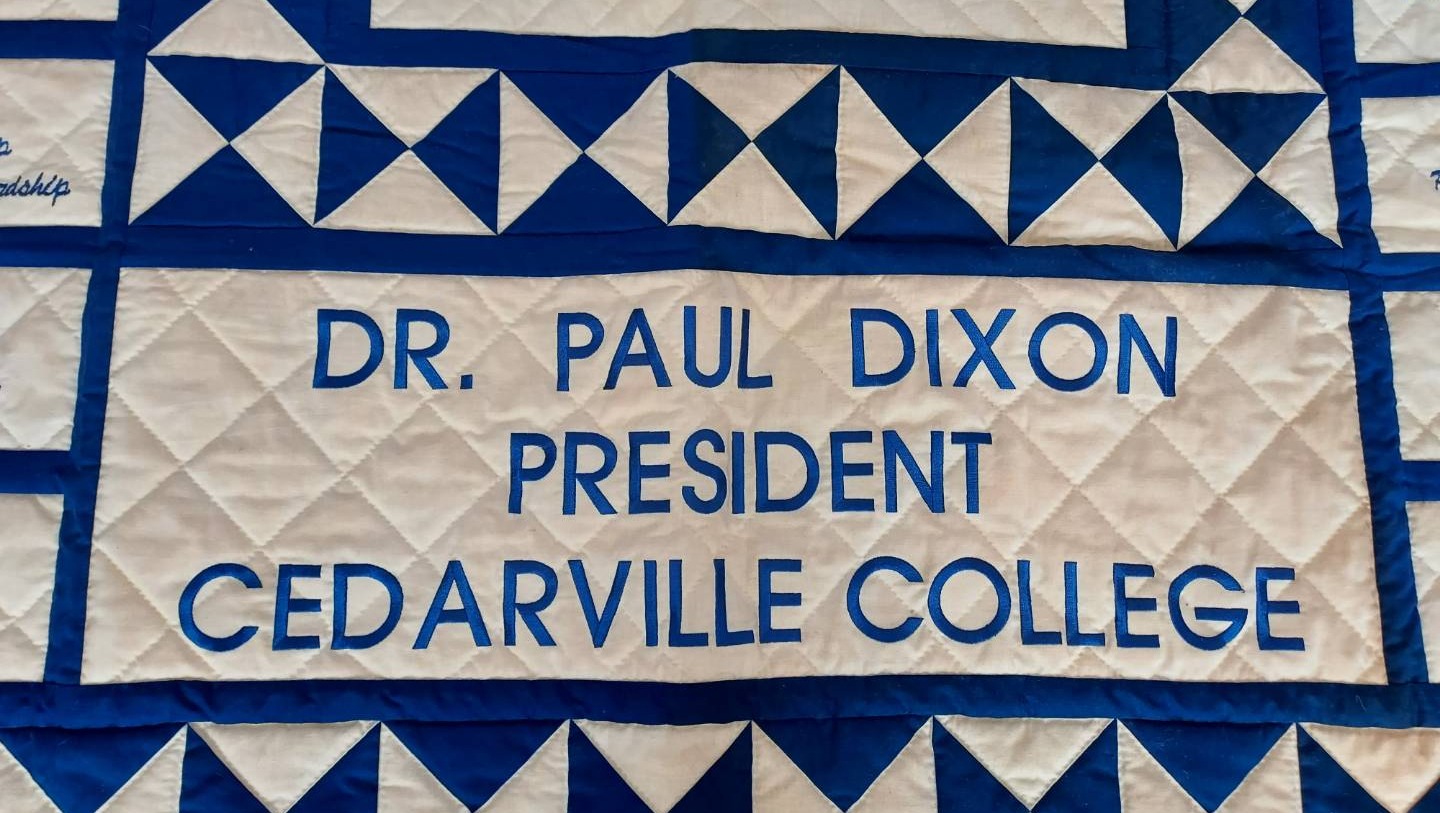 DR. PAUL DIXON
PRESIDENT
CEDARVILLE COLLEGE